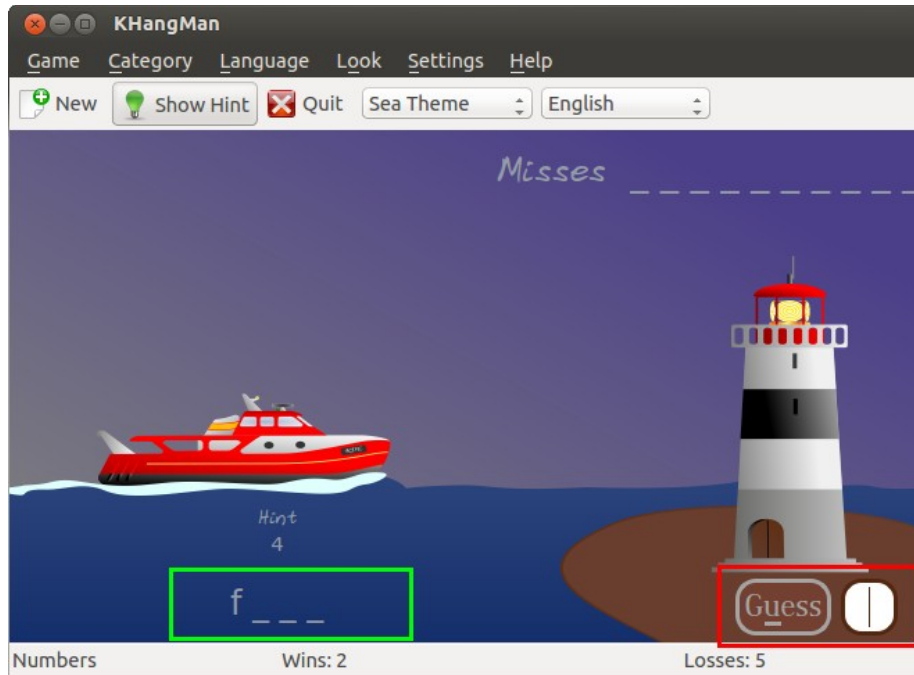 KHangMan
Game Category Language Look Settings Help
New Show Hint Quit Sea Theme English
Misses _ _ _ _ _ _ _ _ _ _
Hint
4
f _ _ _
Guess
Numbers Wins: 2 Losses: 5